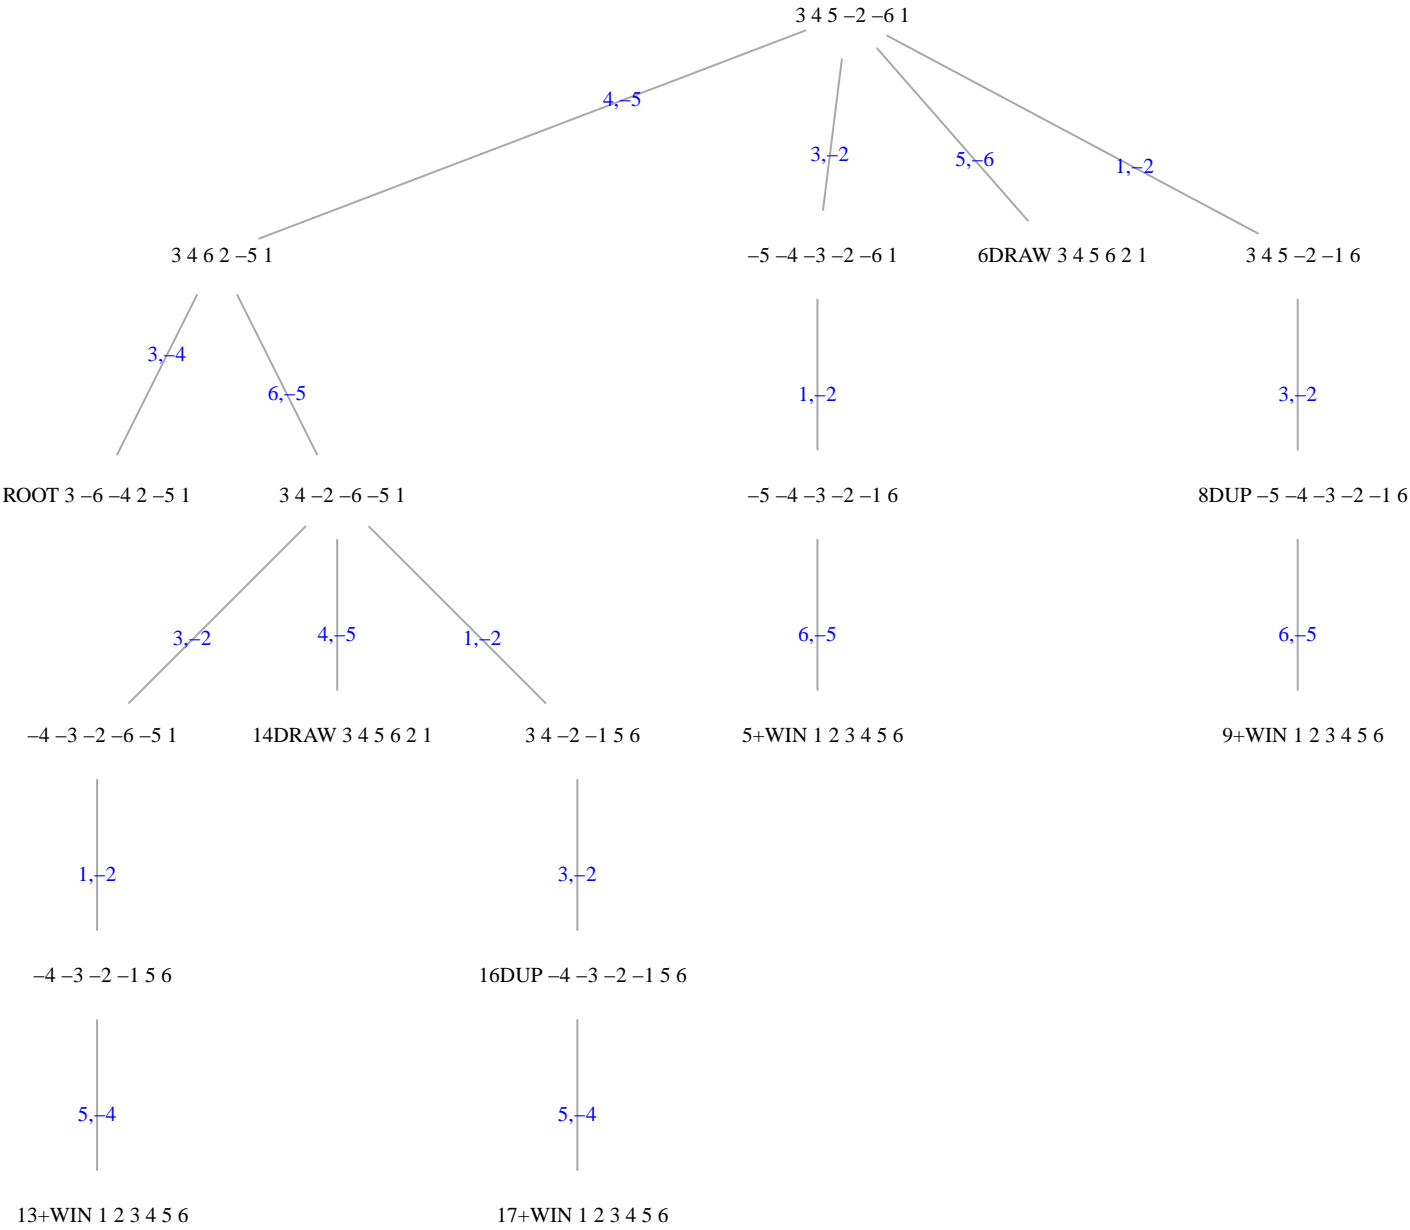 3 4 5 –2 –6 1
4,–5
3,–2
5,–6
1,–2
3 4 6 2 –5 1
–5 –4 –3 –2 –6 1
6DRAW 3 4 5 6 2 1
3 4 5 –2 –1 6
3,–4
6,–5
1,–2
3,–2
ROOT 3 –6 –4 2 –5 1
3 4 –2 –6 –5 1
–5 –4 –3 –2 –1 6
8DUP –5 –4 –3 –2 –1 6
3,–2
4,–5
1,–2
6,–5
6,–5
–4 –3 –2 –6 –5 1
14DRAW 3 4 5 6 2 1
3 4 –2 –1 5 6
5+WIN 1 2 3 4 5 6
9+WIN 1 2 3 4 5 6
1,–2
3,–2
–4 –3 –2 –1 5 6
16DUP –4 –3 –2 –1 5 6
5,–4
5,–4
13+WIN 1 2 3 4 5 6
17+WIN 1 2 3 4 5 6